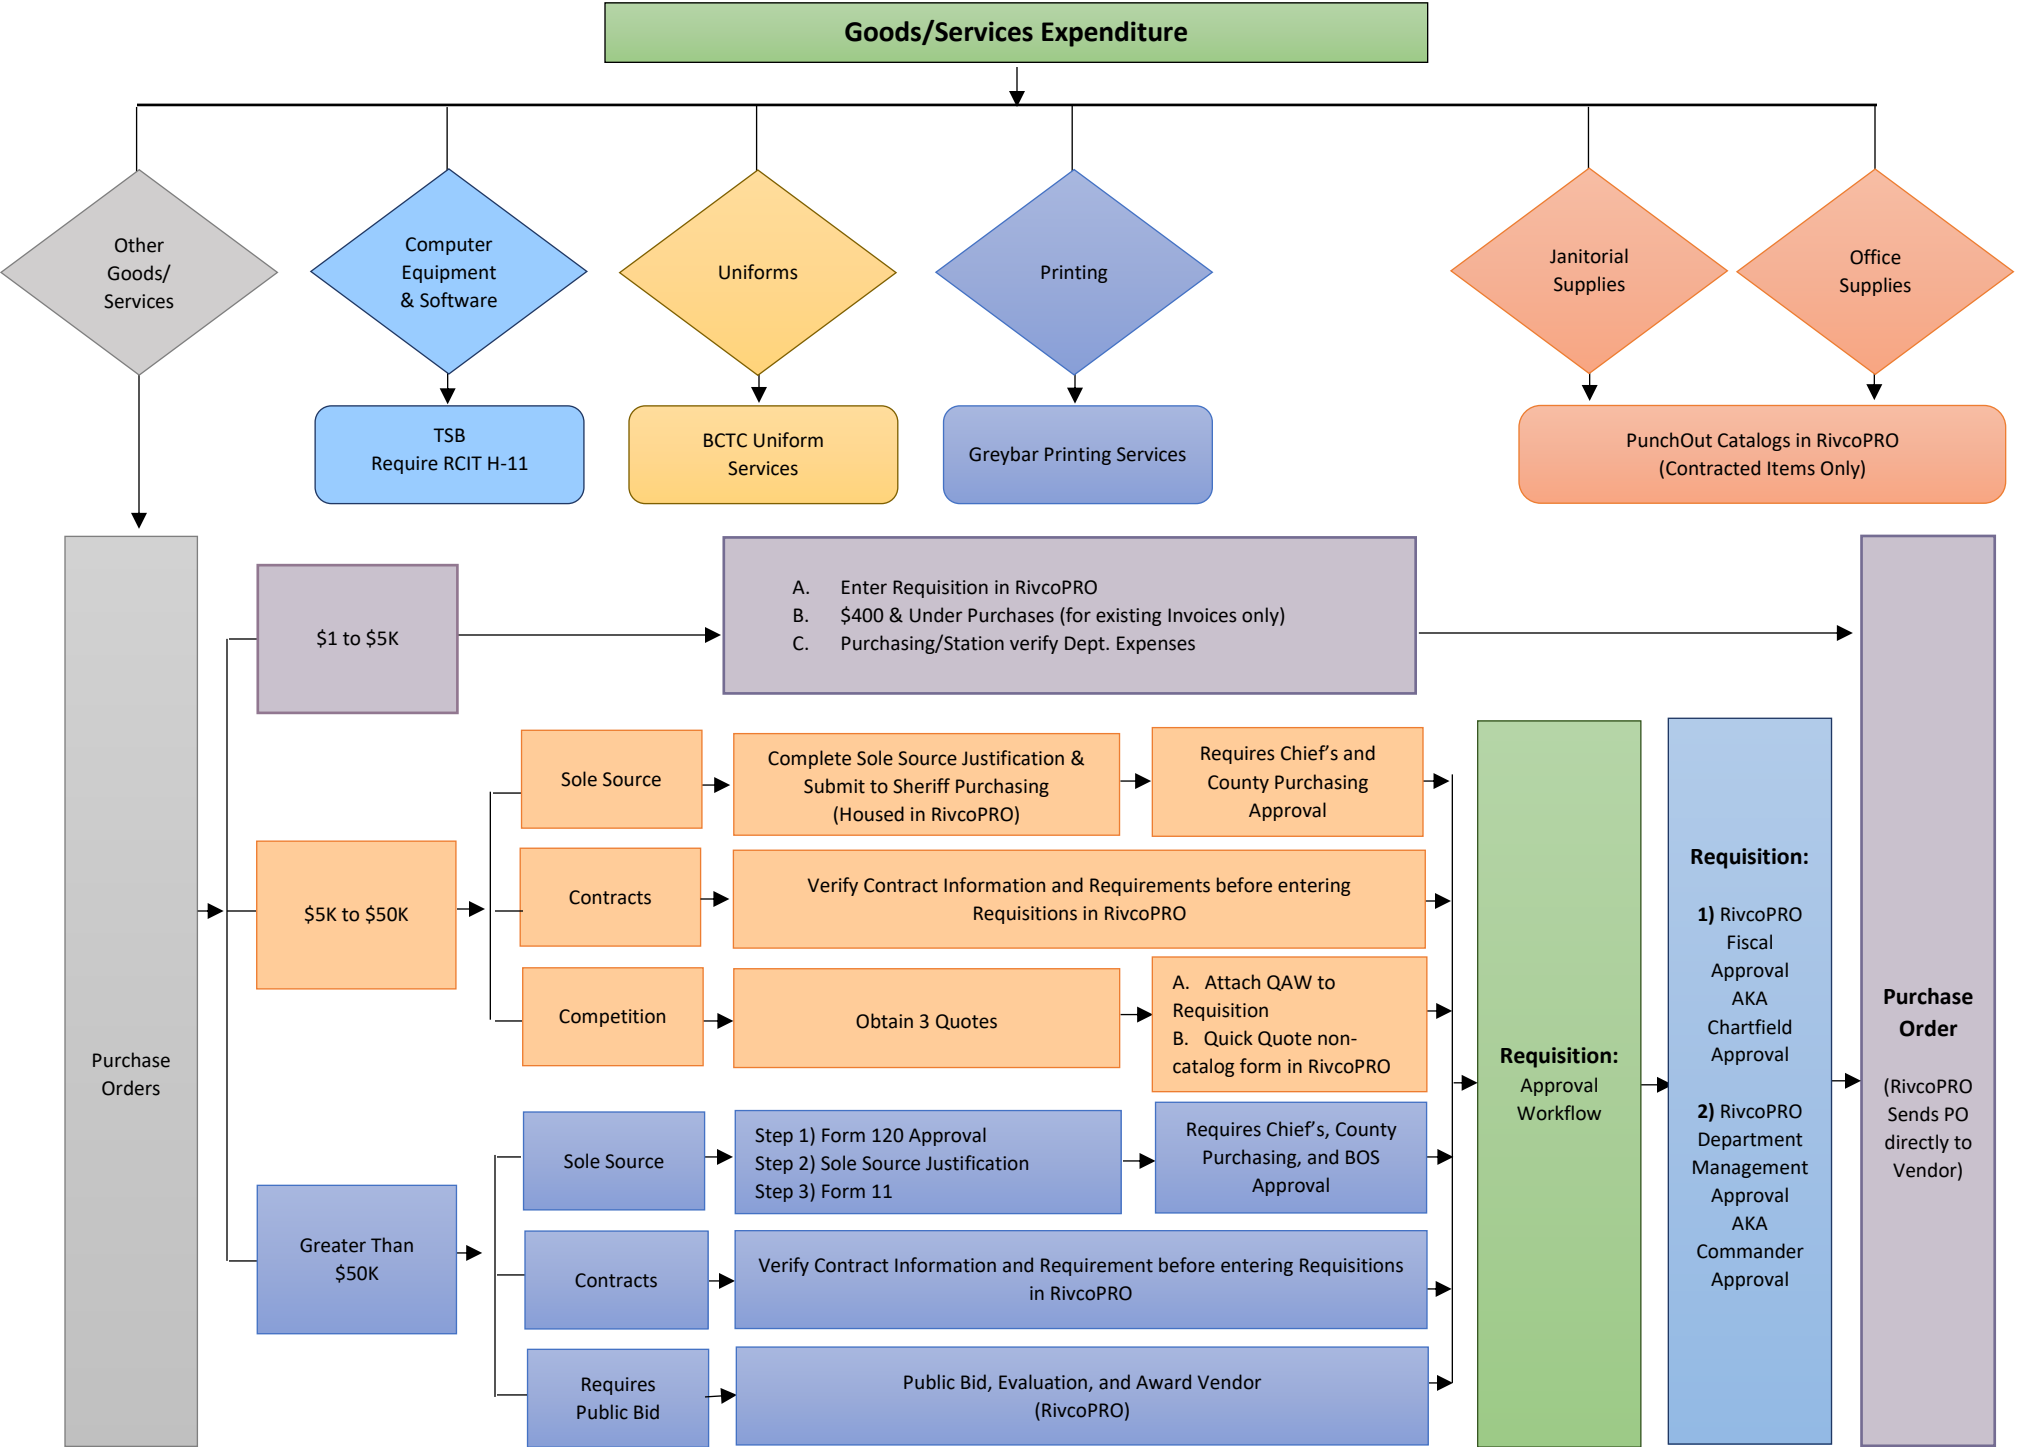 Goods/Services Expenditure
Other
Goods/
Services
Computer
Equipment
& Software
Uniforms
Printing
Janitorial
Supplies
Office
Supplies
TSB
Require RCIT H-11
BCTC Uniform
Services
Greybar Printing Services
PunchOut Catalogs in RivcoPRO
(Contracted Items Only)
Purchase
Orders
$1 to $5K
A. Enter Requisition in RivcoPRO
B. $400 & Under Purchases (for existing Invoices only)
C. Purchasing/Station verify Dept. Expenses
$5K to $50K
Sole Source
Complete Sole Source Justification &
Submit to Sheriff Purchasing
(Housed in RivcoPRO)
Requires Chief's and
County Purchasing
Approval
Contracts
Verify Contract Information and Requirements before entering
Requisitions in RivcoPRO
Competition
Obtain 3 Quotes
A. Attach QAW to
Requisition
B. Quick Quote non-
catalog form in RivcoPRO
Greater Than
$50K
Sole Source
Step 1) Form 120 Approval
Step 2) Sole Source Justification
Step 3) Form 11
Requires Chief's, County
Purchasing, and BOS
Approval
Contracts
Verify Contract Information and Requirement before entering Requisitions
in RivcoPRO
Requires
Public Bid
Public Bid, Evaluation, and Award Vendor
(RivcoPRO)
Requisition:
Approval
Workflow
Requisition:
1) RivcoPRO
Fiscal
Approval
AKA
Chartfield
Approval
2) RivcoPRO
Department
Management
Approval
AKA
Commander
Approval
Purchase
Order
(RivcoPRO
Sends PO
directly to
Vendor)